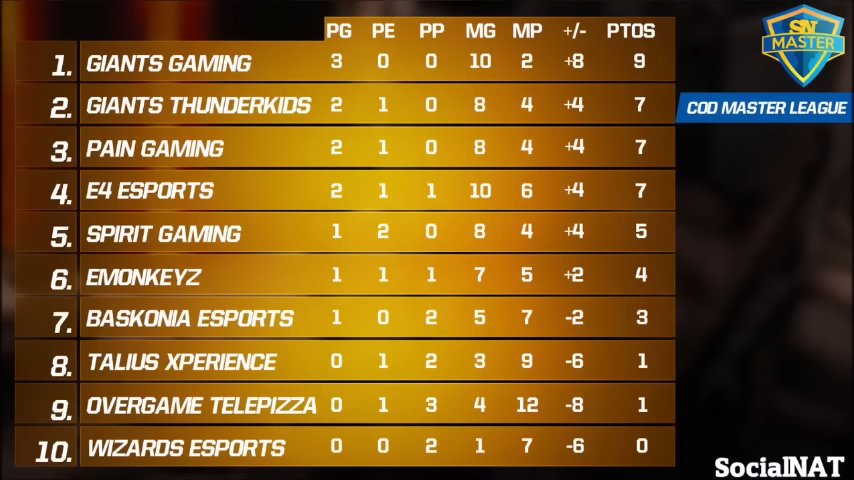 PG PE PP MG MP +/- PTOS
1. GIANTS GAMING 3 0 0 10 2 +8 9
2. GIANTS THUNDERKIDS 2 1 0 8 4 +4 7
3. PAIN GAMING 2 1 0 8 4 +4 7
4. E4 ESPORTS 2 1 1 10 6 +4 7
5. SPIRIT GAMING 1 2 0 8 4 +4 5
6. EMONKEYZ 1 1 1 7 5 +2 4
7. BASKONIA ESPORTS 1 0 2 5 7 -2 3
8. TALIUS XPERIENCE 0 1 2 3 9 -6 1
9. OVERGAME TELEPIZZA 0 1 3 4 12 -8 1
10. WIZARDS ESPORTS 0 0 2 1 7 -6 0
SN
MASTER
COD MASTER LEAGUE
SocialNAT